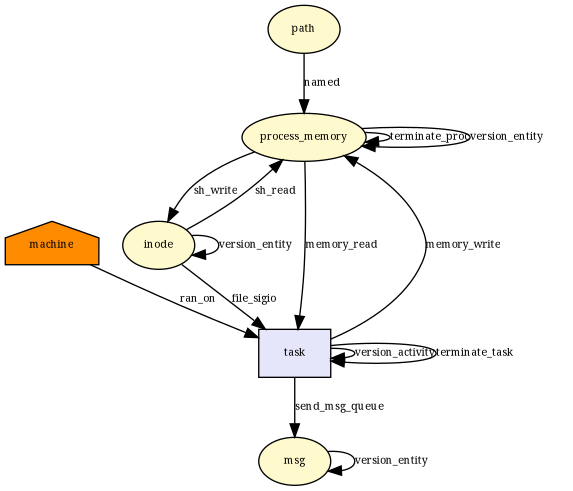 path
named
process_memory
terminate_proc
version_entity
sh_write
sh_read
machine
inode
version_entity
memory_read
memory_write
ran_on
file_sigio
task
version_activity
terminate_task
send_msg_queue
msg
version_entity